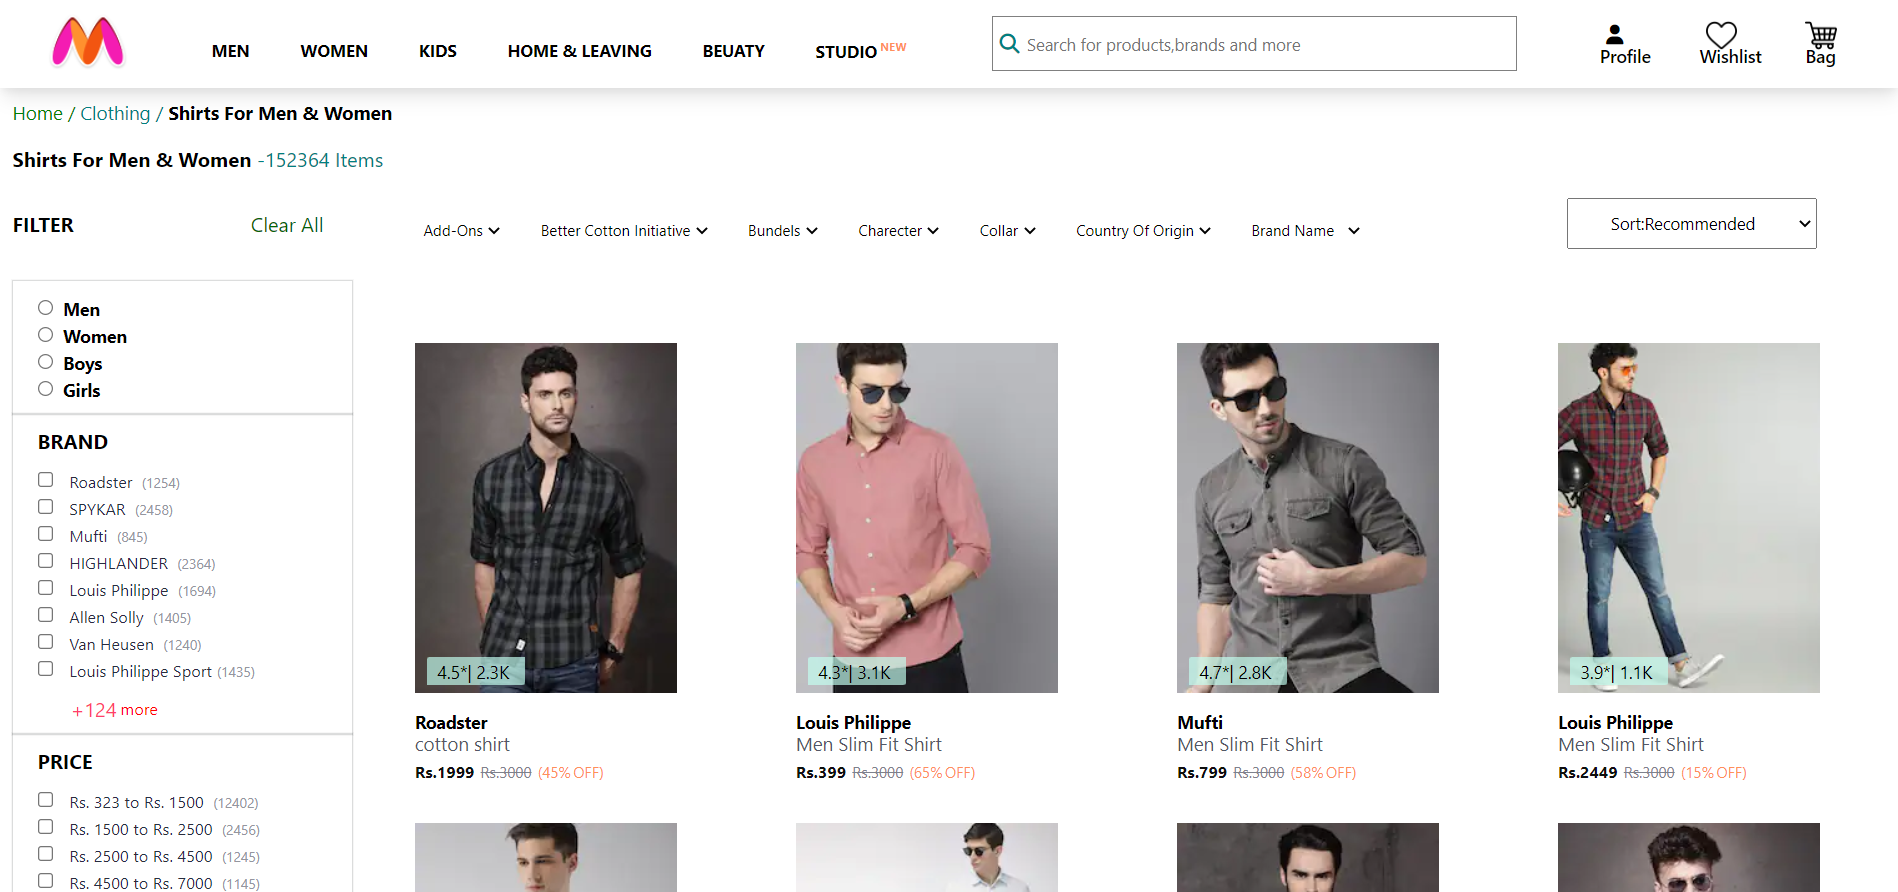 MEN WOMEN KIDS HOME & LEAVING BEUATY STUDIO NEW Search for products,brands and more Profile Wishlist Bag
Home / Clothing / Shirts For Men & Women
Shirts For Men & Women -152364 Items
FILTER Clear All
Add-Ons Better Cotton Initiative Bundels Charecter Collar Country Of Origin Brand Name Sort:Recommended
Men
Women
Boys
Girls
BRAND
Roadster (1254)
SPYKAR (2458)
Mufti (845)
HIGHLANDER (2364)
Louis Philippe (1694)
Allen Solly (1405)
Van Heusen (1240)
Louis Philippe Sport (1435)
+124 more
PRICE
Rs. 323 to Rs. 1500 (12402)
Rs. 1500 to Rs. 2500 (2456)
Rs. 2500 to Rs. 4500 (1245)
Rs. 4500 to Rs. 7000 (1145)
4.5*| 2.3K
Roadster
cotton shirt
Rs.1999 Rs.3000 (45% OFF)
4.3*| 3.1K
Louis Philippe
Men Slim Fit Shirt
Rs.399 Rs.3000 (65% OFF)
4.7*| 2.8K
Mufti
Men Slim Fit Shirt
Rs.799 Rs.3000 (58% OFF)
3.9*| 1.1K
Louis Philippe
Men Slim Fit Shirt
Rs.2449 Rs.3000 (15% OFF)